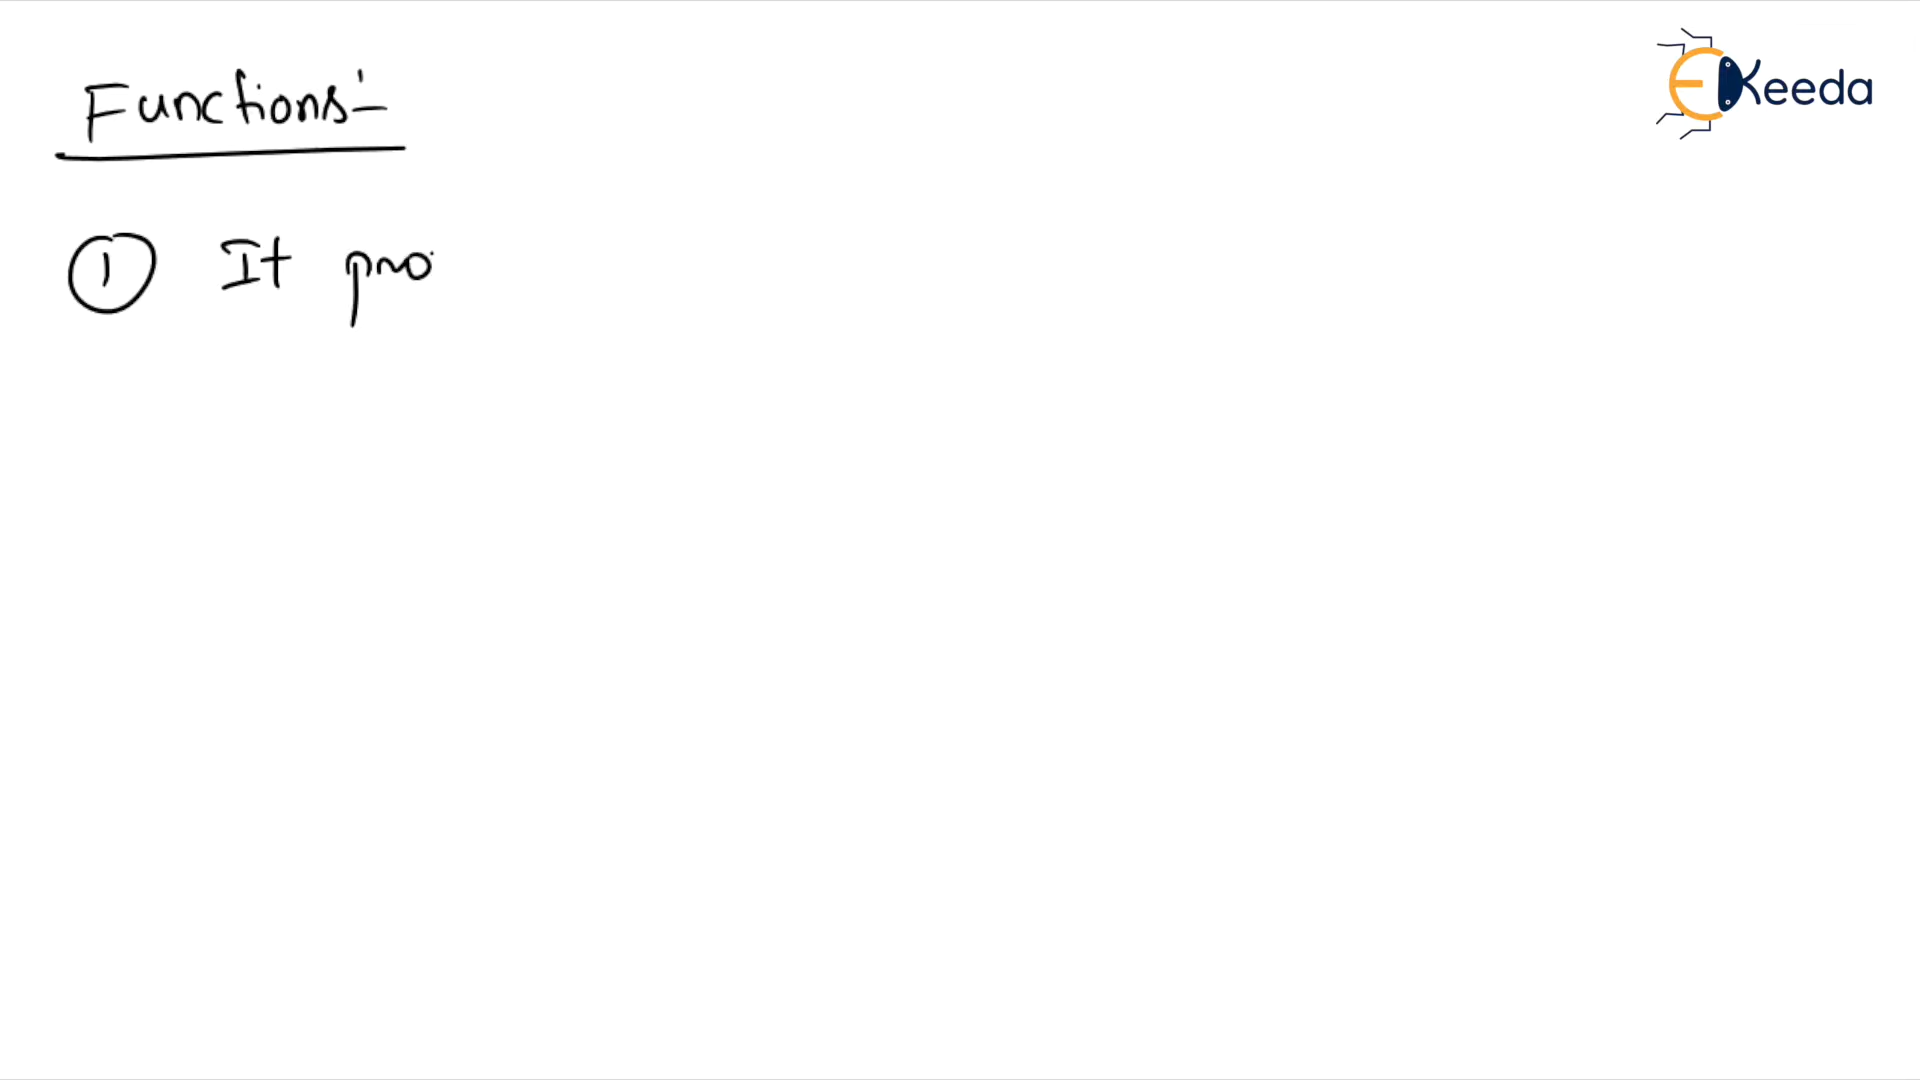 Functions:-
EKeeda
① It pro